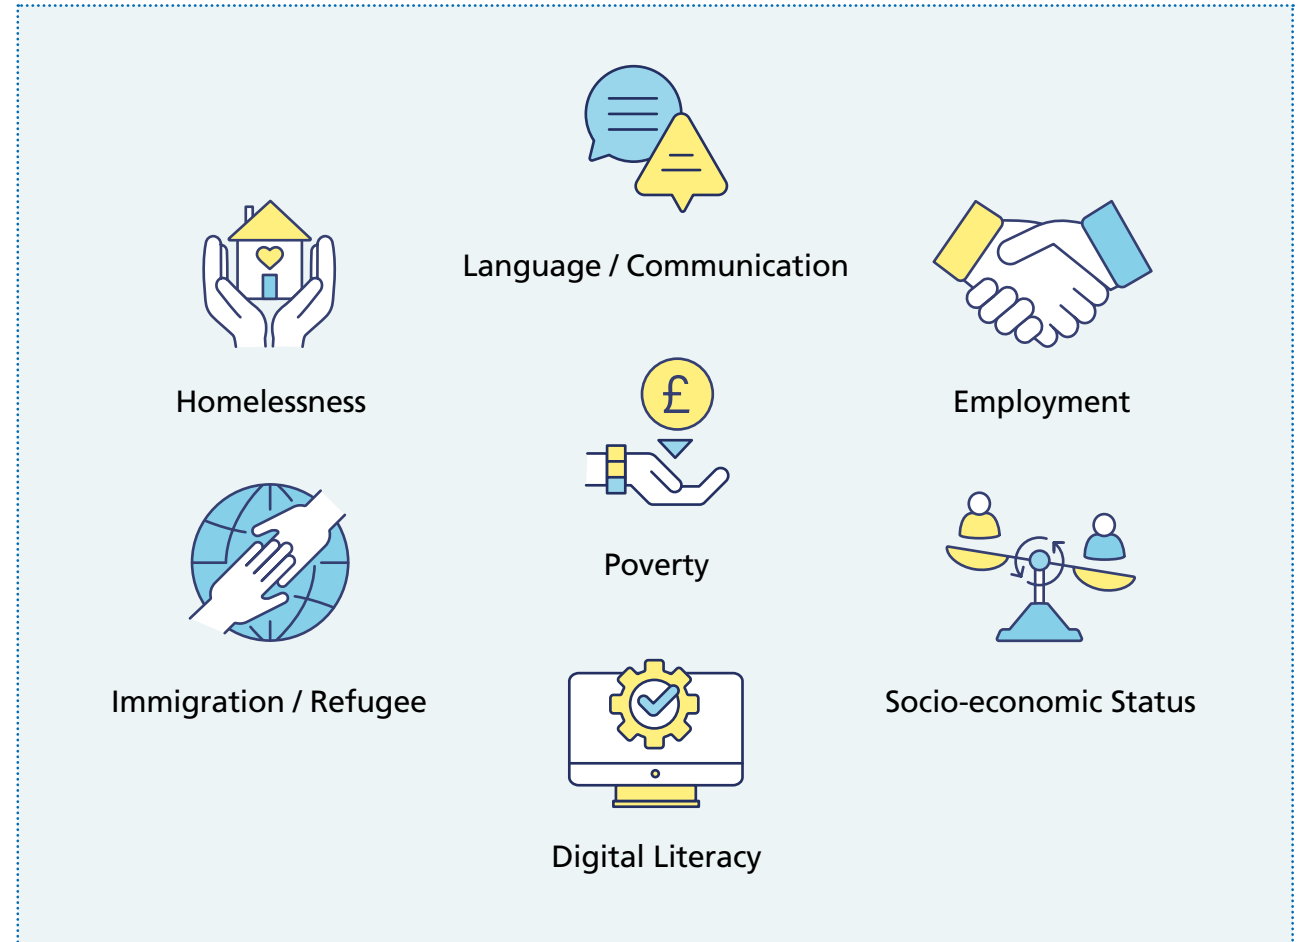 Language / Communication
Homelessness
£
Employment
Poverty
Immigration / Refugee
Socio-economic Status
Digital Literacy